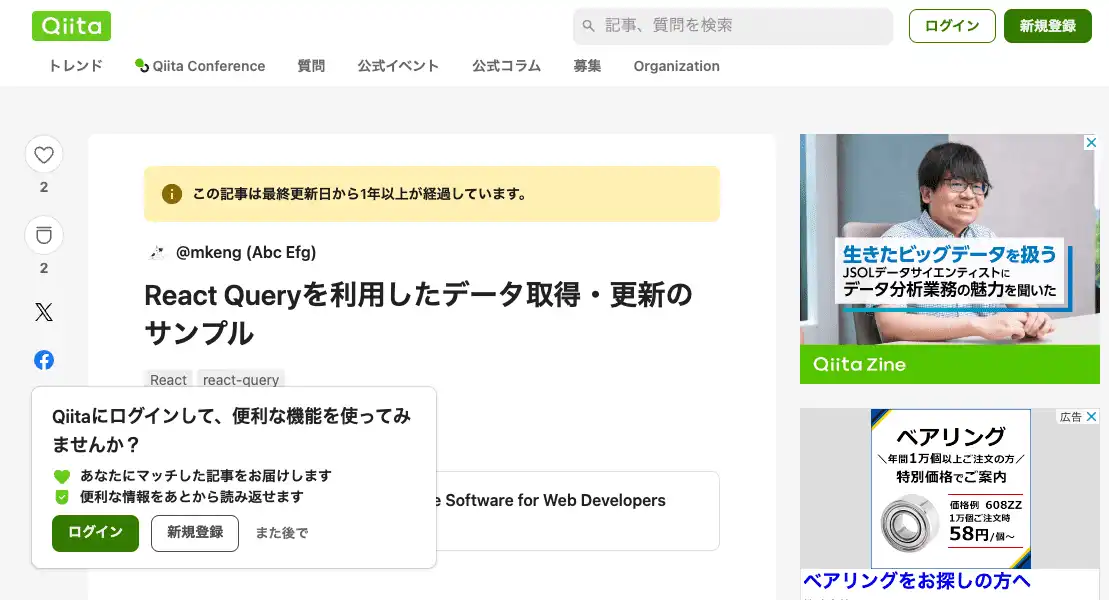 Qiita
記事、質問を検索
ログイン
新規登録
トレンド
Qiita Conference
質問
公式イベント
公式コラム
募集
Organization
2
2
この記事は最終更新日から1年以上が経過しています。
@mkeng (Abc Efg)
React Queryを利用したデータ取得・更新の
サンプル
React
react-query
e Software for Web Developers
Qiitaにログインして、便利な機能を使ってみ
ませんか？
あなたにマッチした記事をお届けします
便利な情報をあとから読み返せます
ログイン
新規登録
また後で
生きたビッグデータを扱う
JSOLデータサイエンティストに
データ分析業務の魅力を聞いた
Qiita Zine
広告
ベアリング
＼年間1万個以上ご注文の方／
特別価格でご案内
価格例 608ZZ
1万個ご注文時
58円/個～
ベアリングをお探しの方へ